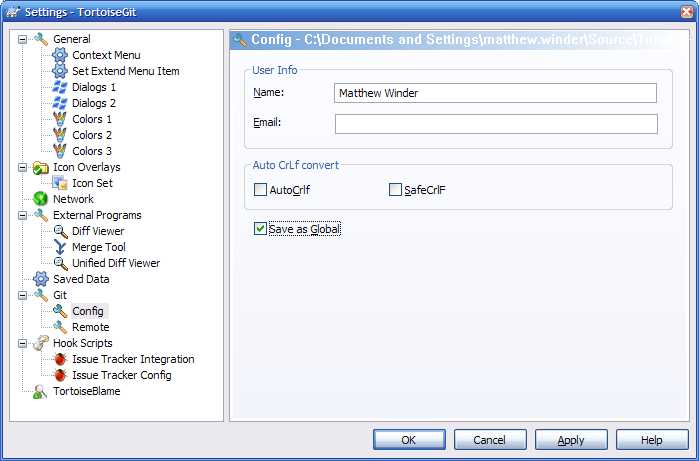 Settings - TortoiseGit
General
Context Menu
Set Extend Menu Item
Dialogs 1
Dialogs 2
Colors 1
Colors 2
Colors 3
Icon Overlays
Icon Set
Network
External Programs
Diff Viewer
Merge Tool
Unified Diff Viewer
Saved Data
Git
Config
Remote
Hook Scripts
Issue Tracker Integration
Issue Tracker Config
TortoiseBlame
Config - C:\Documents and Settings\matthew.winder\Source\Tutor
User Info
Name: Matthew Winder
Email:
Auto CrLf convert
AutoCrlf SafeCrlF
Save as Global
OK Cancel Apply Help